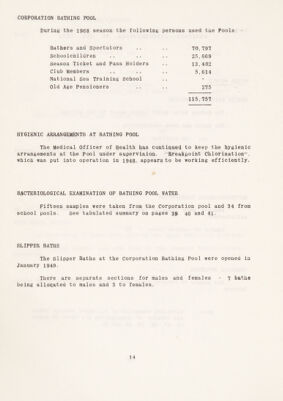 CORPORATION BATHING POOL
During the 1968 season the following persons used the Pools -
Bathers and Spectators .. .. 70,797
Schoolchildren .. .. 25,669
Season Ticket and Pass Holders .. 13,482
Club Members .. .. 5,614
National Sea Training School ..
Old Age Pensioners .. .. 175
115,757
HYGIENIC ARRANGEMENTS AT BATHING POOL
The Medical Officer of Health has continued to keep the hygienic
arrangements at the Pool under supervision. "Breakpoint Chlorination",
which was put into operation in 1948, appears to be working efficiently.
BACTERIOLOGICAL EXAMINATION OF BATHING POOL WATER
Fifteen samples were taken from the Corporation pool and 34 from
school pools. See tabulated summary on pages 39 40 and 41.
SLIPPER BATHS
The Slipper Baths at the Corporation Bathing Pool were opened in
January 1949.
There are separate sections for males and females - 7 baths
being allocated to males and 5 to females.
14